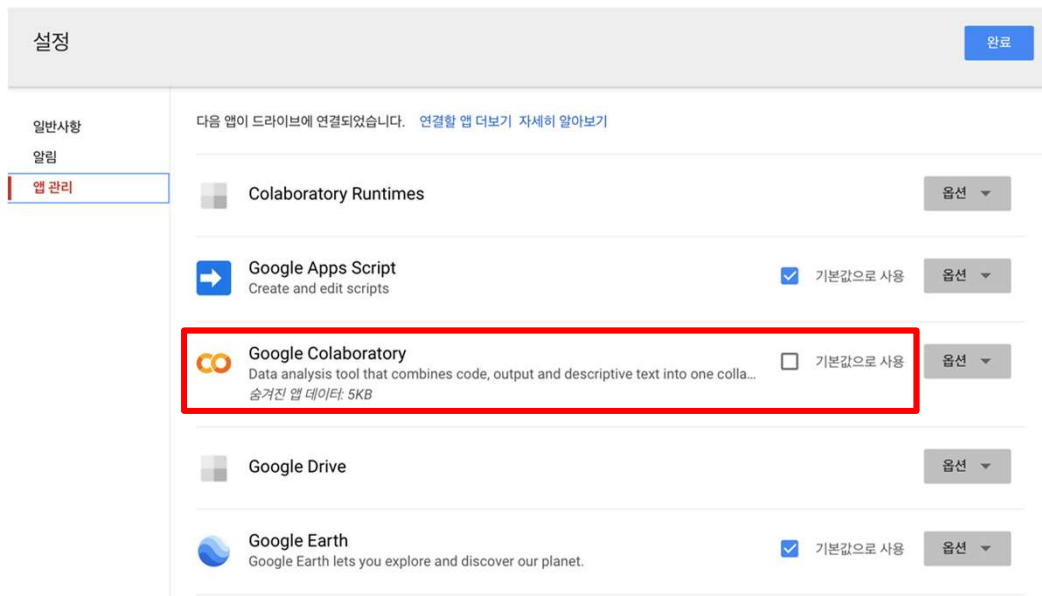 설정
완료
일반사항
알림
앱 관리
다음 앱이 드라이브에 연결되었습니다. 연결할 앱 더보기 자세히 알아보기
Colaboratory Runtimes
옵션
Google Apps Script
Create and edit scripts
기본값으로 사용
옵션
Google Colaboratory
Data analysis tool that combines code, output and descriptive text into one colla...
숨겨진 앱 데이터: 5KB
기본값으로 사용
옵션
Google Drive
옵션
Google Earth
Google Earth lets you explore and discover our planet.
기본값으로 사용
옵션